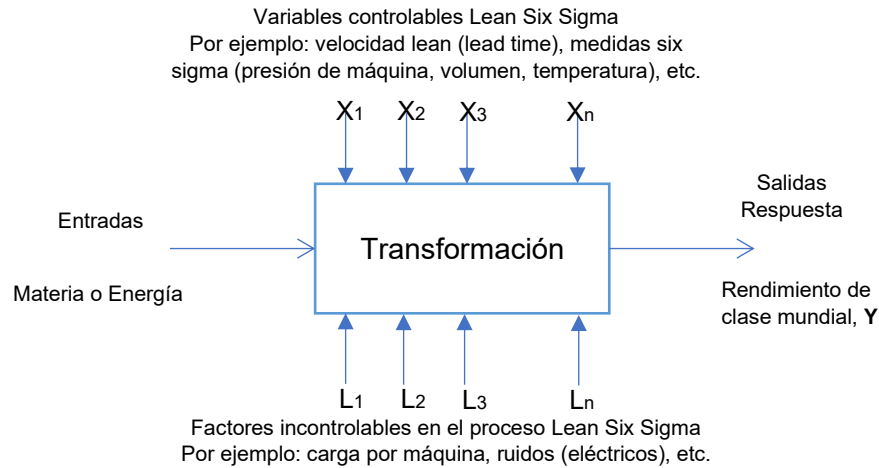 Variables controlables Lean Six Sigma
Por ejemplo: velocidad lean (lead time), medidas six
sigma (presión de máquina, volumen, temperatura), etc.
X1 X2 X3 Xn
Entradas
Materia o Energía
Transformación
Salidas
Respuesta
Rendimiento de
clase mundial, Y
L1 L2 L3 Ln
Factores incontrolables en el proceso Lean Six Sigma
Por ejemplo: carga por máquina, ruidos (eléctricos), etc.